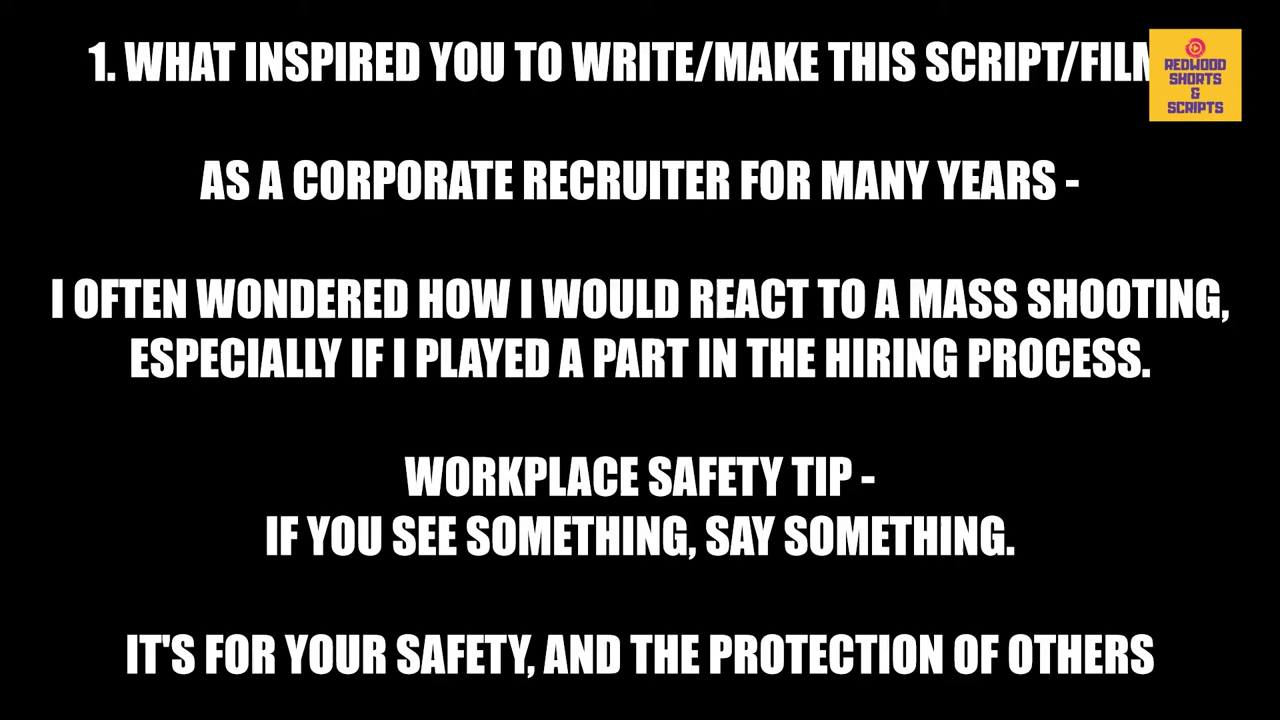 1. WHAT INSPIRED YOU TO WRITE/MAKE THIS SCRIPT/FILM
REDWOOD
SHORTS
&
SCRIPTS
AS A CORPORATE RECRUITER FOR MANY YEARS -
I OFTEN WONDERED HOW I WOULD REACT TO A MASS SHOOTING,
ESPECIALLY IF I PLAYED A PART IN THE HIRING PROCESS.
WORKPLACE SAFETY TIP -
IF YOU SEE SOMETHING, SAY SOMETHING.
IT'S FOR YOUR SAFETY, AND THE PROTECTION OF OTHERS